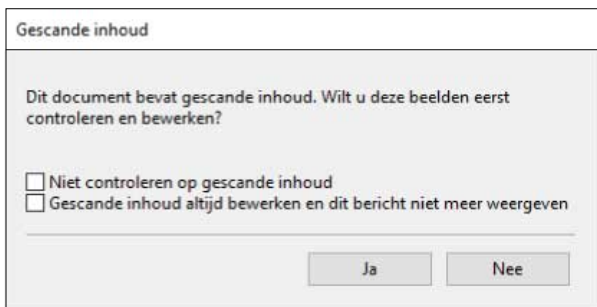 Gescande inhoud
Dit document bevat gescande inhoud. Wilt u deze beelden eerst
controleren en bewerken?
Niet controleren op gescande inhoud
Gescande inhoud altijd bewerken en dit bericht niet meer weergeven
Ja
Nee